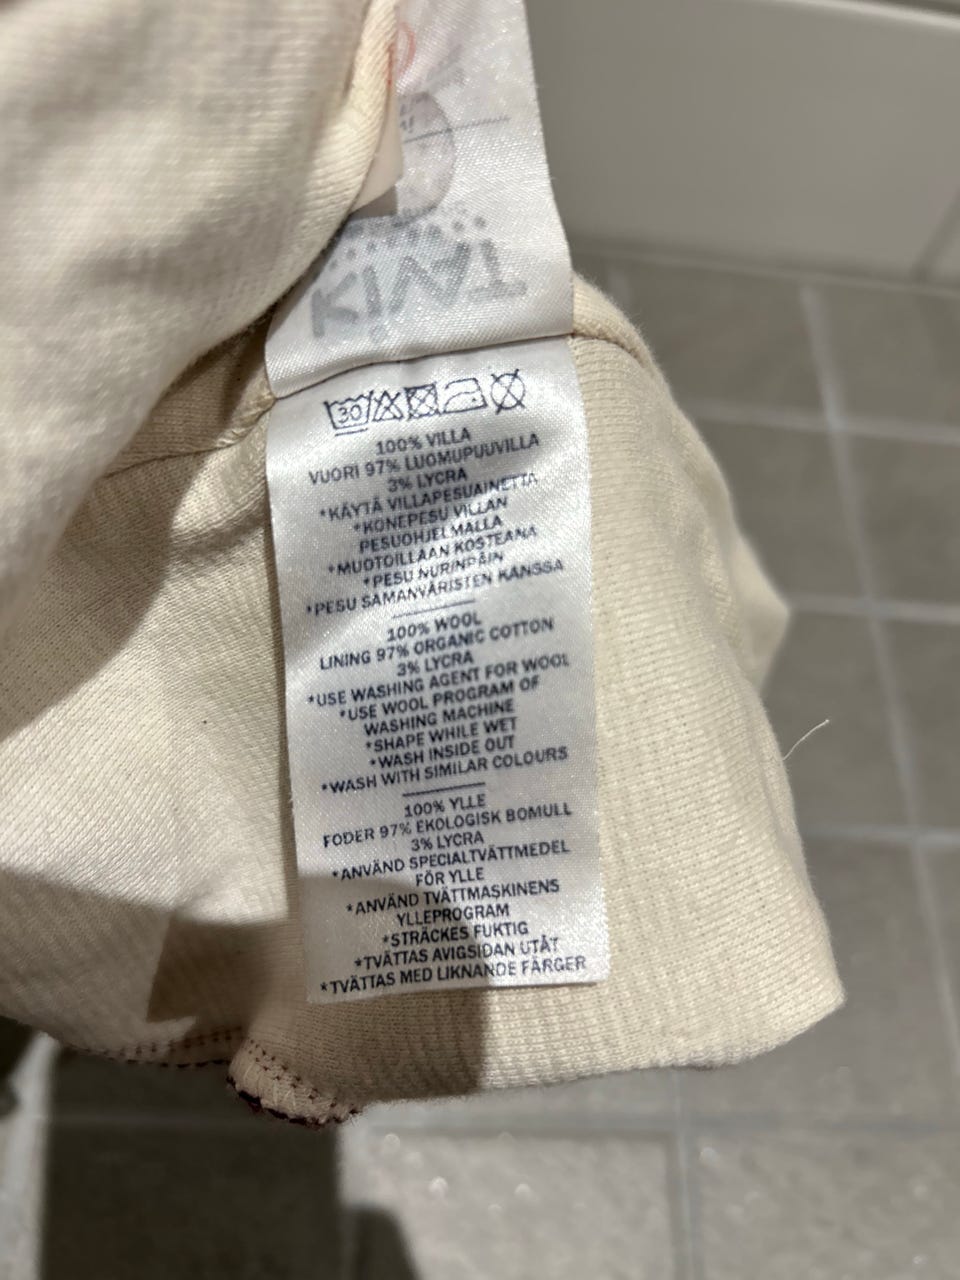 30
100% VILLA
VUORI 97% LUOMUPUUVILLA
3% LYCRA
*KÄYTÄ VILLAPESUAINETTA
*KONEPESU VILLAN
PESUOHJELMALLA
*MUOTOILLAAN KOSTEANA
*PESU NURINPÄIN
*PESU SAMANVÄRISTEN KANSSA
100% WOOL
LINING 97% ORGANIC COTTON
3% LYCRA
*USE WASHING AGENT FOR WOOL
*USE WOOL PROGRAM OF
WASHING MACHINE
*SHAPE WHILE WET
*WASH INSIDE OUT
*WASH WITH SIMILAR COLOURS
100% YLLE
FODER 97% EKOLOGISK BOMULL
3% LYCRA
*ANVÄND SPECIALTVÄTTMEDEL
FÖR YLLE
*ANVÄND TVÄTTMASKINENS
YLLEPROGRAM
*STRÄCKES FUKTIG
*TVÄTTAS AVIGSIDAN UTÅT
*TVÄTTAS MED LIKNANDE FÄRGER